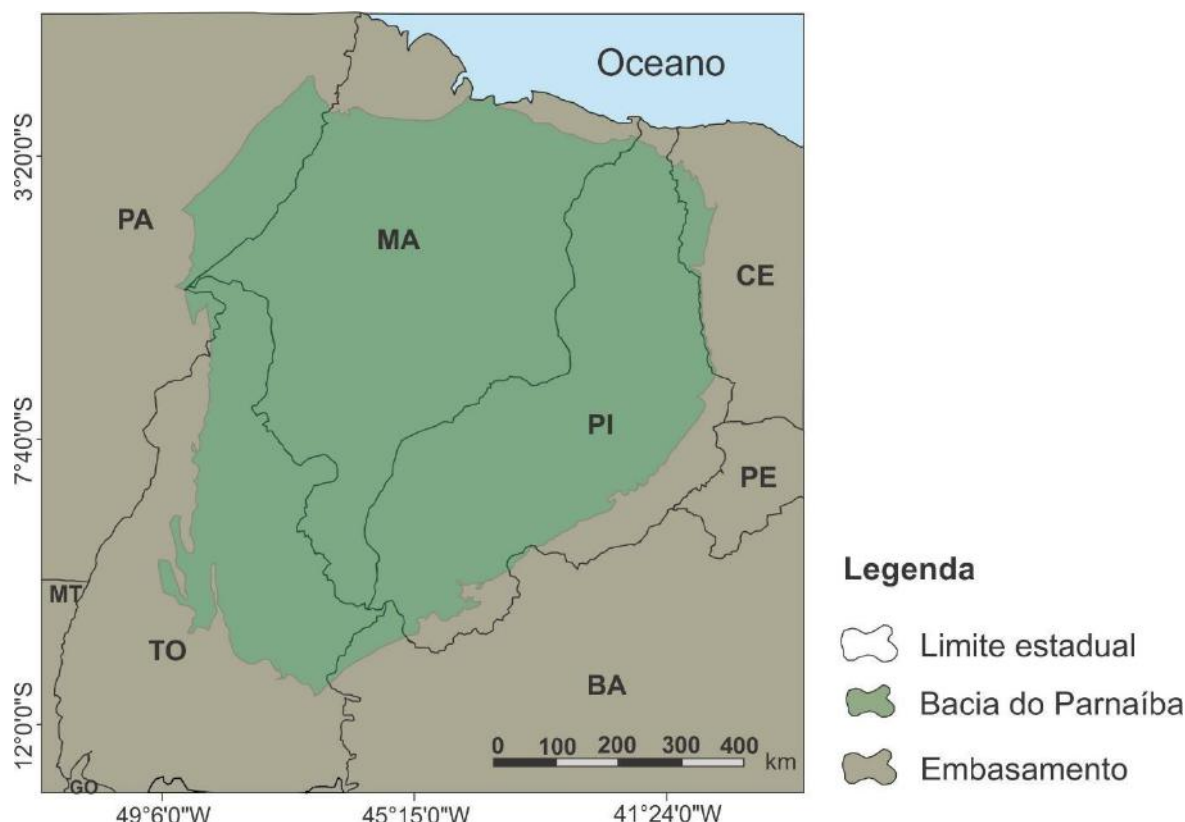 Oceano
3°20'0"S
PA
MA
CE
PI
7°40'0"S
PE
MT
TO
BA
12°0'0"S
GO
0 100 200 300 400 km
49°6'0"W
45°15'0"W
41°24'0"W
Legenda
Limite estadual
Bacia do Parnaíba
Embasamento